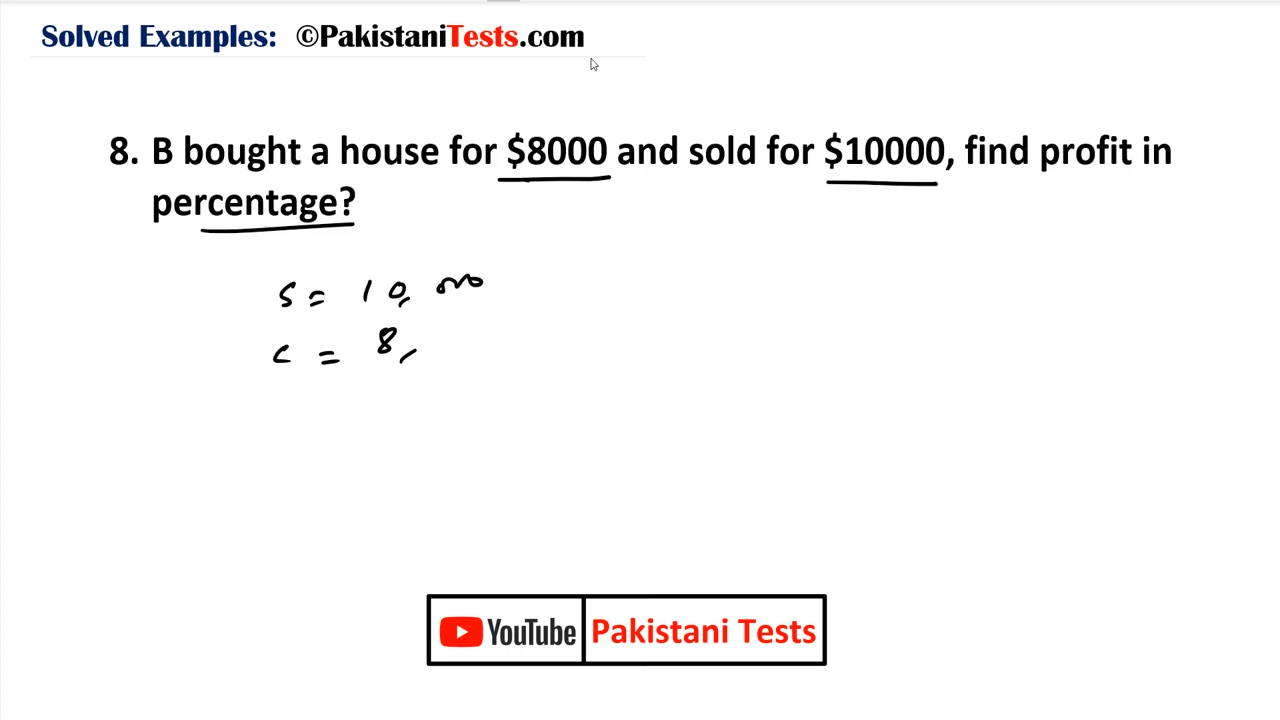 Solved Examples: ©PakistaniTests.com
8. B bought a house for $8000 and sold for $10000, find profit in
percentage?
S = 10,000
C = 8,
YouTube Pakistani Tests